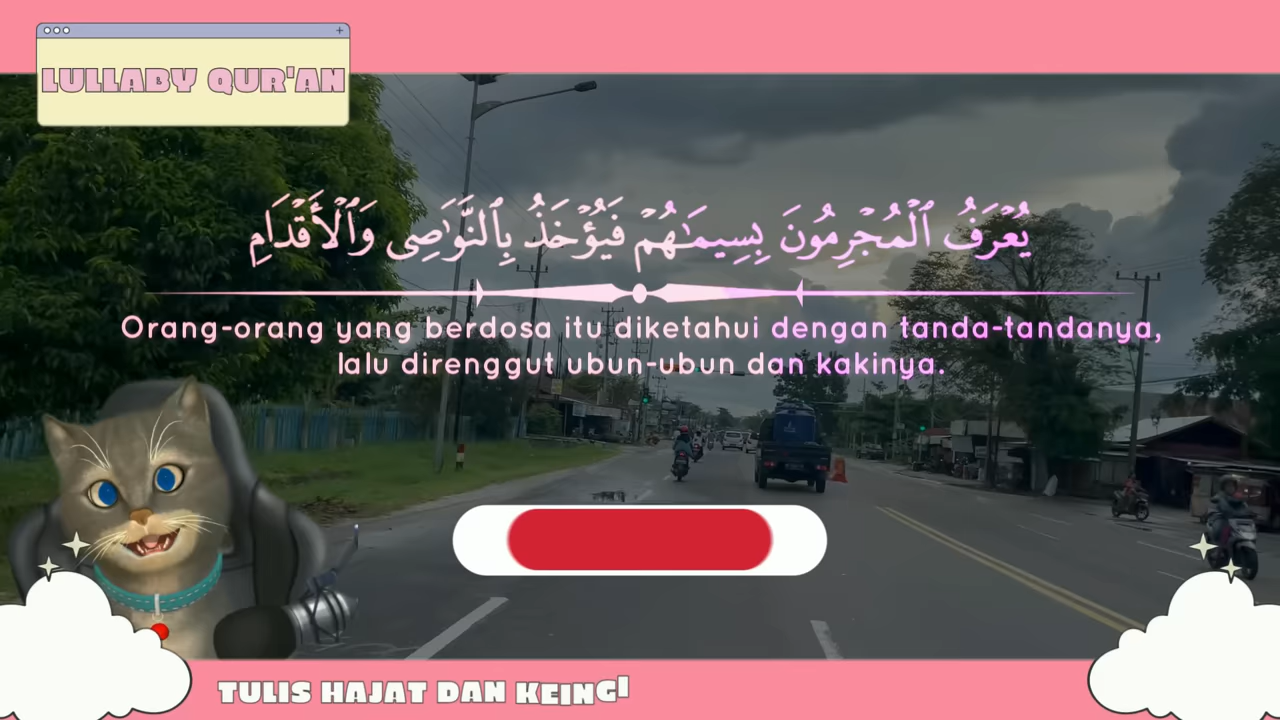 LULLABY QUR'AN
يُعْرَفُ ٱلْمُجْرِمُونَ بِسِيمَـٰهُمْ فَيُؤْخَذُ بِٱلنَّوَٰصِى وَٱلْأَقْدَامِ
Orang-orang yang berdosa itu diketahui dengan tanda-tandanya,
lalu direnggut ubun-ubun dan kakinya.
TULIS HAJAT DAN KEINGI